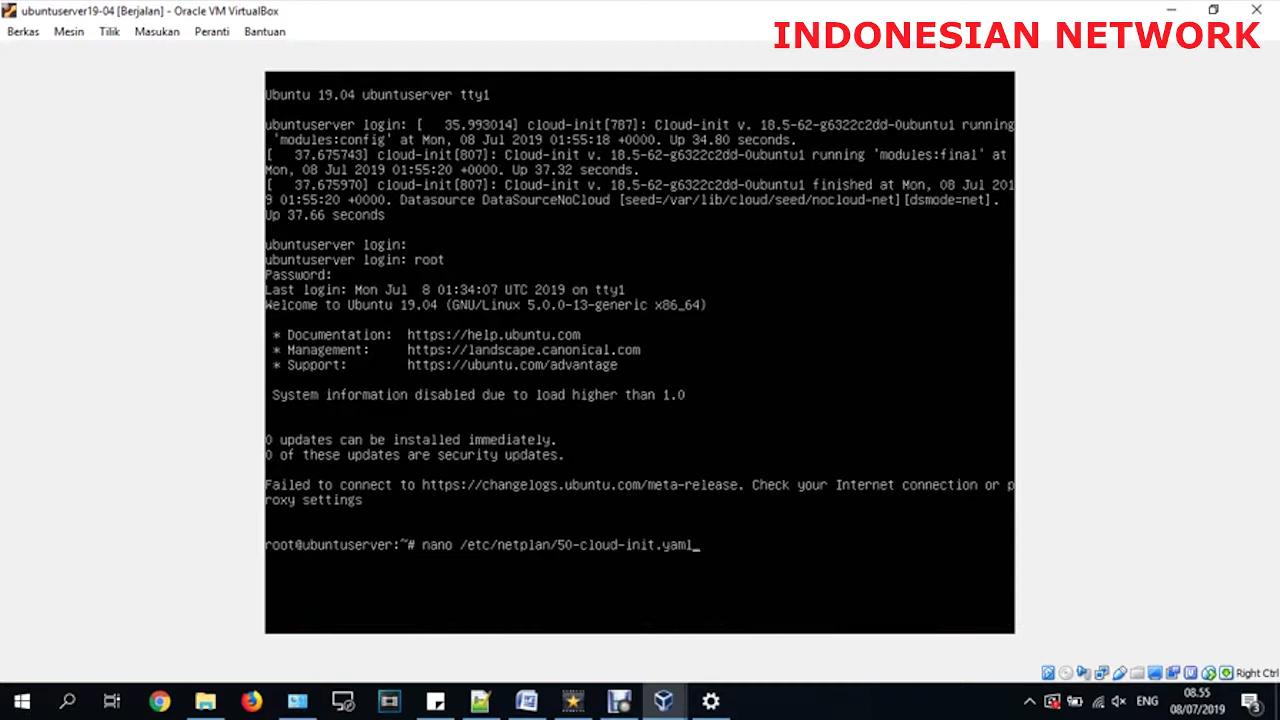 ubuntuserver19-04 [Berjalan] - Oracle VM VirtualBox
Berkas Mesin Tilik Masukan Peranti Bantuan
INDONESIAN NETWORK
Ubuntu 19.04 ubuntuserver tty1
ubuntuserver login: [   35.993014] cloud-init[787]: Cloud-init v. 18.5-62-g6322c2dd-0ubuntu1 running
'modules:config' at Mon, 08 Jul 2019 01:55:18 +0000. Up 34.80 seconds.
[   37.675743] cloud-init[807]: Cloud-init v. 18.5-62-g6322c2dd-0ubuntu1 running 'modules:final' at
Mon, 08 Jul 2019 01:55:20 +0000. Up 37.32 seconds.
[   37.675970] cloud-init[807]: Cloud-init v. 18.5-62-g6322c2dd-0ubuntu1 finished at Mon, 08 Jul 201
9 01:55:20 +0000. Datasource DataSourceNoCloud [seed=/var/lib/cloud/seed/nocloud-net][dsmode=net].
Up 37.66 seconds
ubuntuserver login:
ubuntuserver login: root
Password:
Last login: Mon Jul  8 01:34:07 UTC 2019 on tty1
Welcome to Ubuntu 19.04 (GNU/Linux 5.0.0-13-generic x86_64)
* Documentation:  https://help.ubuntu.com
* Management:     https://landscape.canonical.com
* Support:        https://ubuntu.com/advantage
System information disabled due to load higher than 1.0
0 updates can be installed immediately.
0 of these updates are security updates.
Failed to connect to https://changelogs.ubuntu.com/meta-release. Check your Internet connection or p
roxy settings
root@ubuntuserver:~# nano /etc/netplan/50-cloud-init.yaml_
Right Ctrl
ENG
08.55
08/07/2019
3